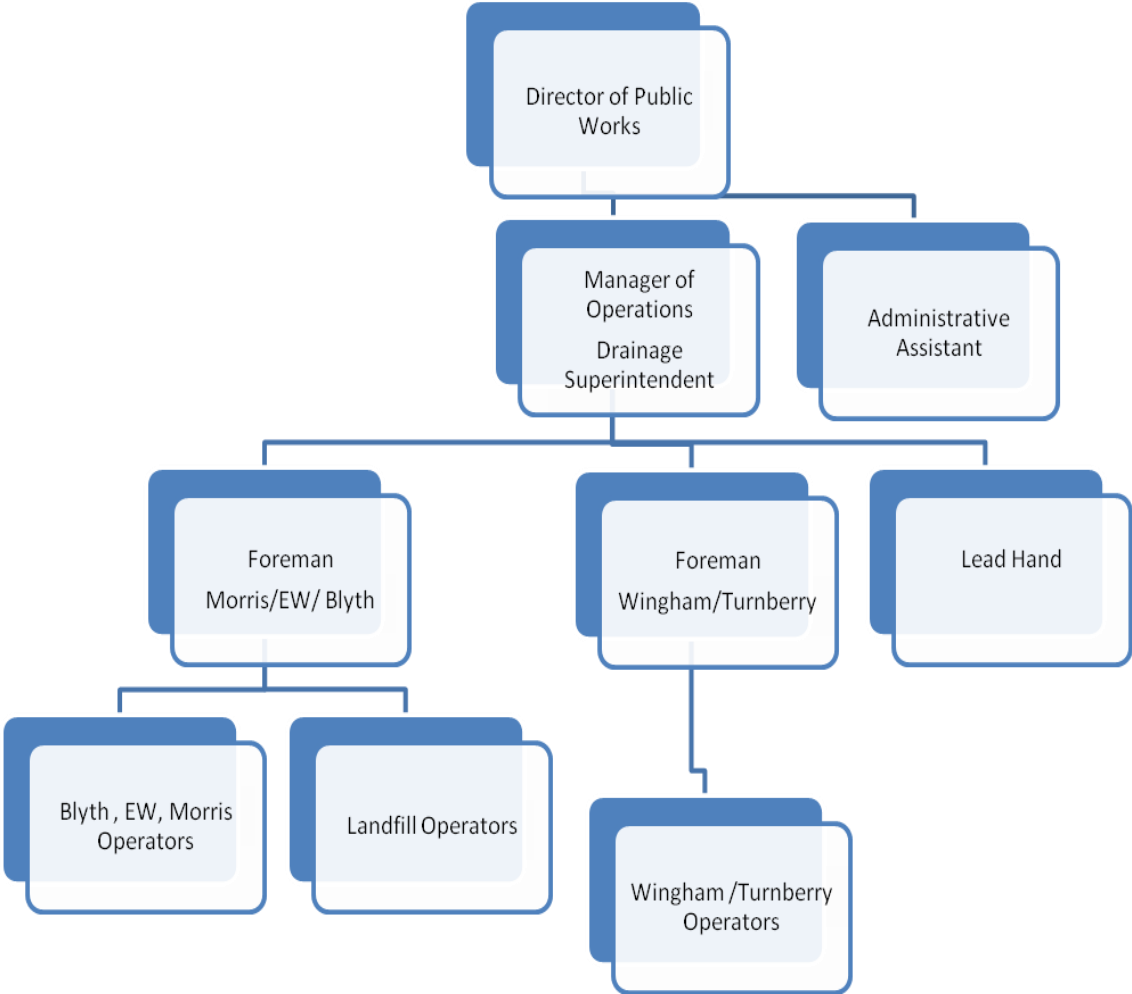 Director of Public
Works
Manager of
Operations
Drainage
Superintendent
Administrative
Assistant
Foreman
Morris/EW/ Blyth
Foreman
Wingham/Turnberry
Lead Hand
Blyth , EW, Morris
Operators
Landfill Operators
Wingham /Turnberry
Operators